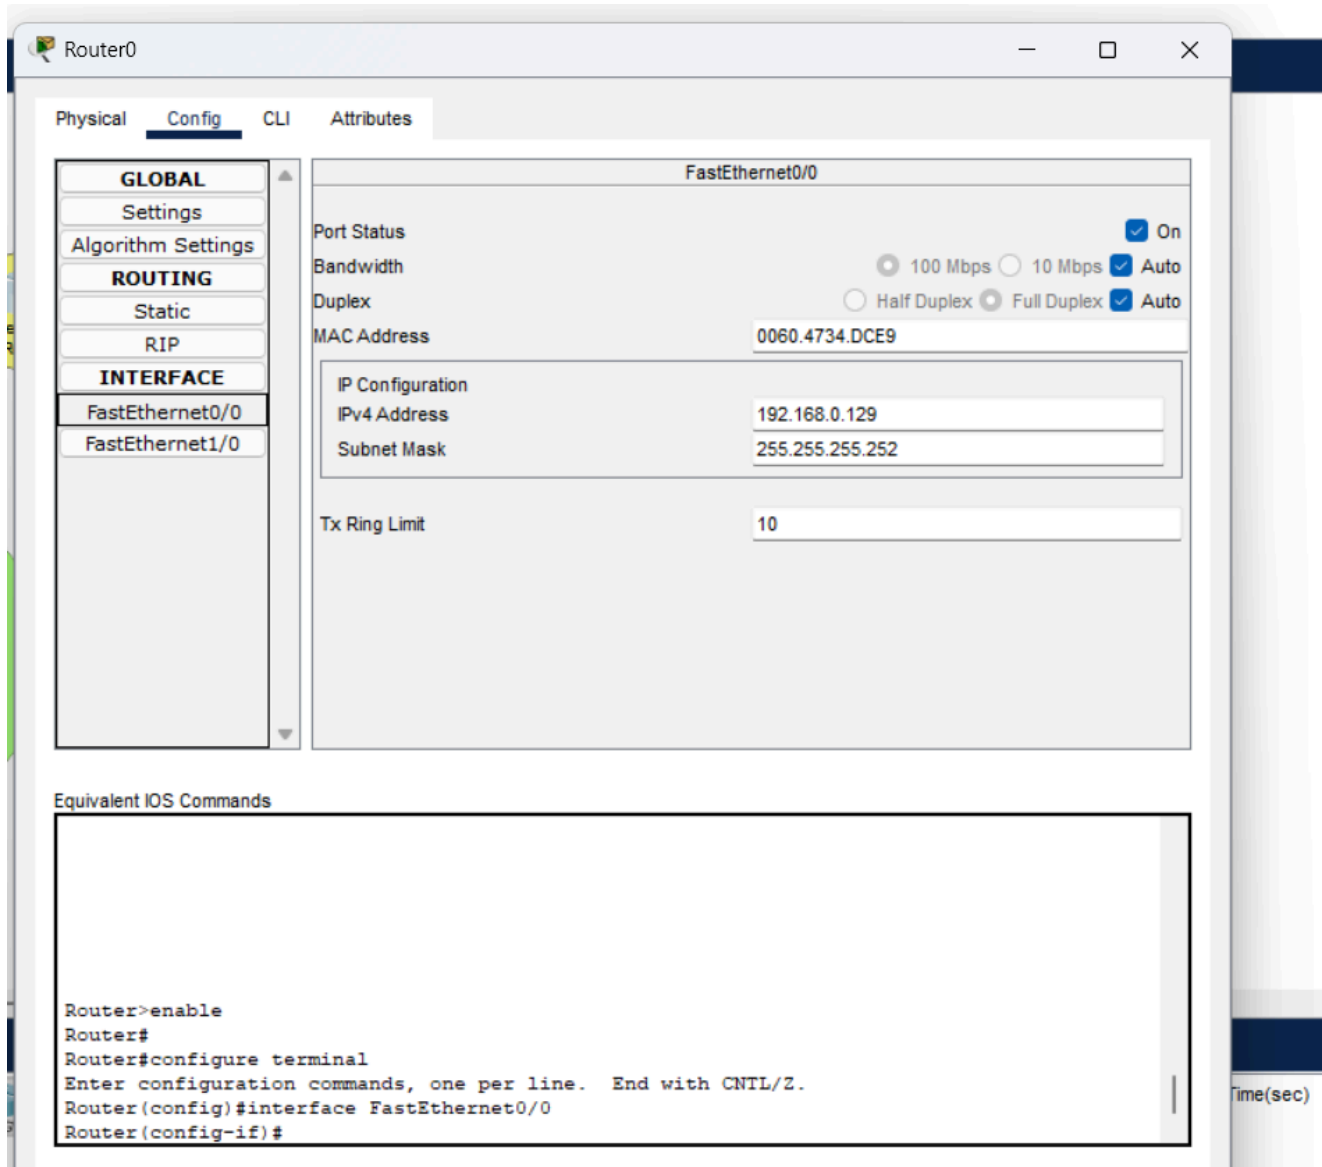 Router0
Physical Config CLI Attributes
GLOBAL
Settings
Algorithm Settings
ROUTING
Static
RIP
INTERFACE
FastEthernet0/0
FastEthernet1/0
FastEthernet0/0
Port Status On
Bandwidth 100 Mbps 10 Mbps Auto
Duplex Half Duplex Full Duplex Auto
MAC Address 0060.4734.DCE9
IP Configuration
IPv4 Address 192.168.0.129
Subnet Mask 255.255.255.252
Tx Ring Limit 10
Equivalent IOS Commands
Router>enable
Router#
Router#configure terminal
Enter configuration commands, one per line.  End with CNTL/Z.
Router(config)#interface FastEthernet0/0
Router(config-if)#
Time(sec)